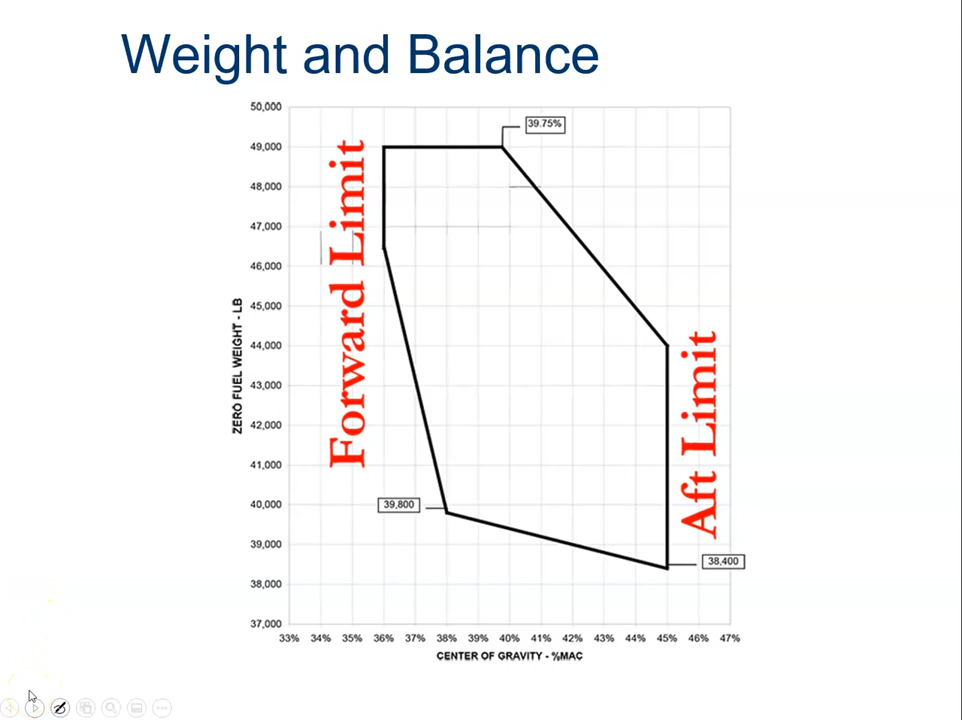 Weight and Balance
50,000
39.75%
49,000
48,000
47,000
46,000
45,000
44,000
43,000
42,000
41,000
40,000
39,000
38,000
37,000
ZERO FUEL WEIGHT - LB
Forward Limit
Aft Limit
39,800
38,400
33% 34% 35% 36% 37% 38% 39% 40% 41% 42% 43% 44% 45% 46% 47%
CENTER OF GRAVITY - %MAC